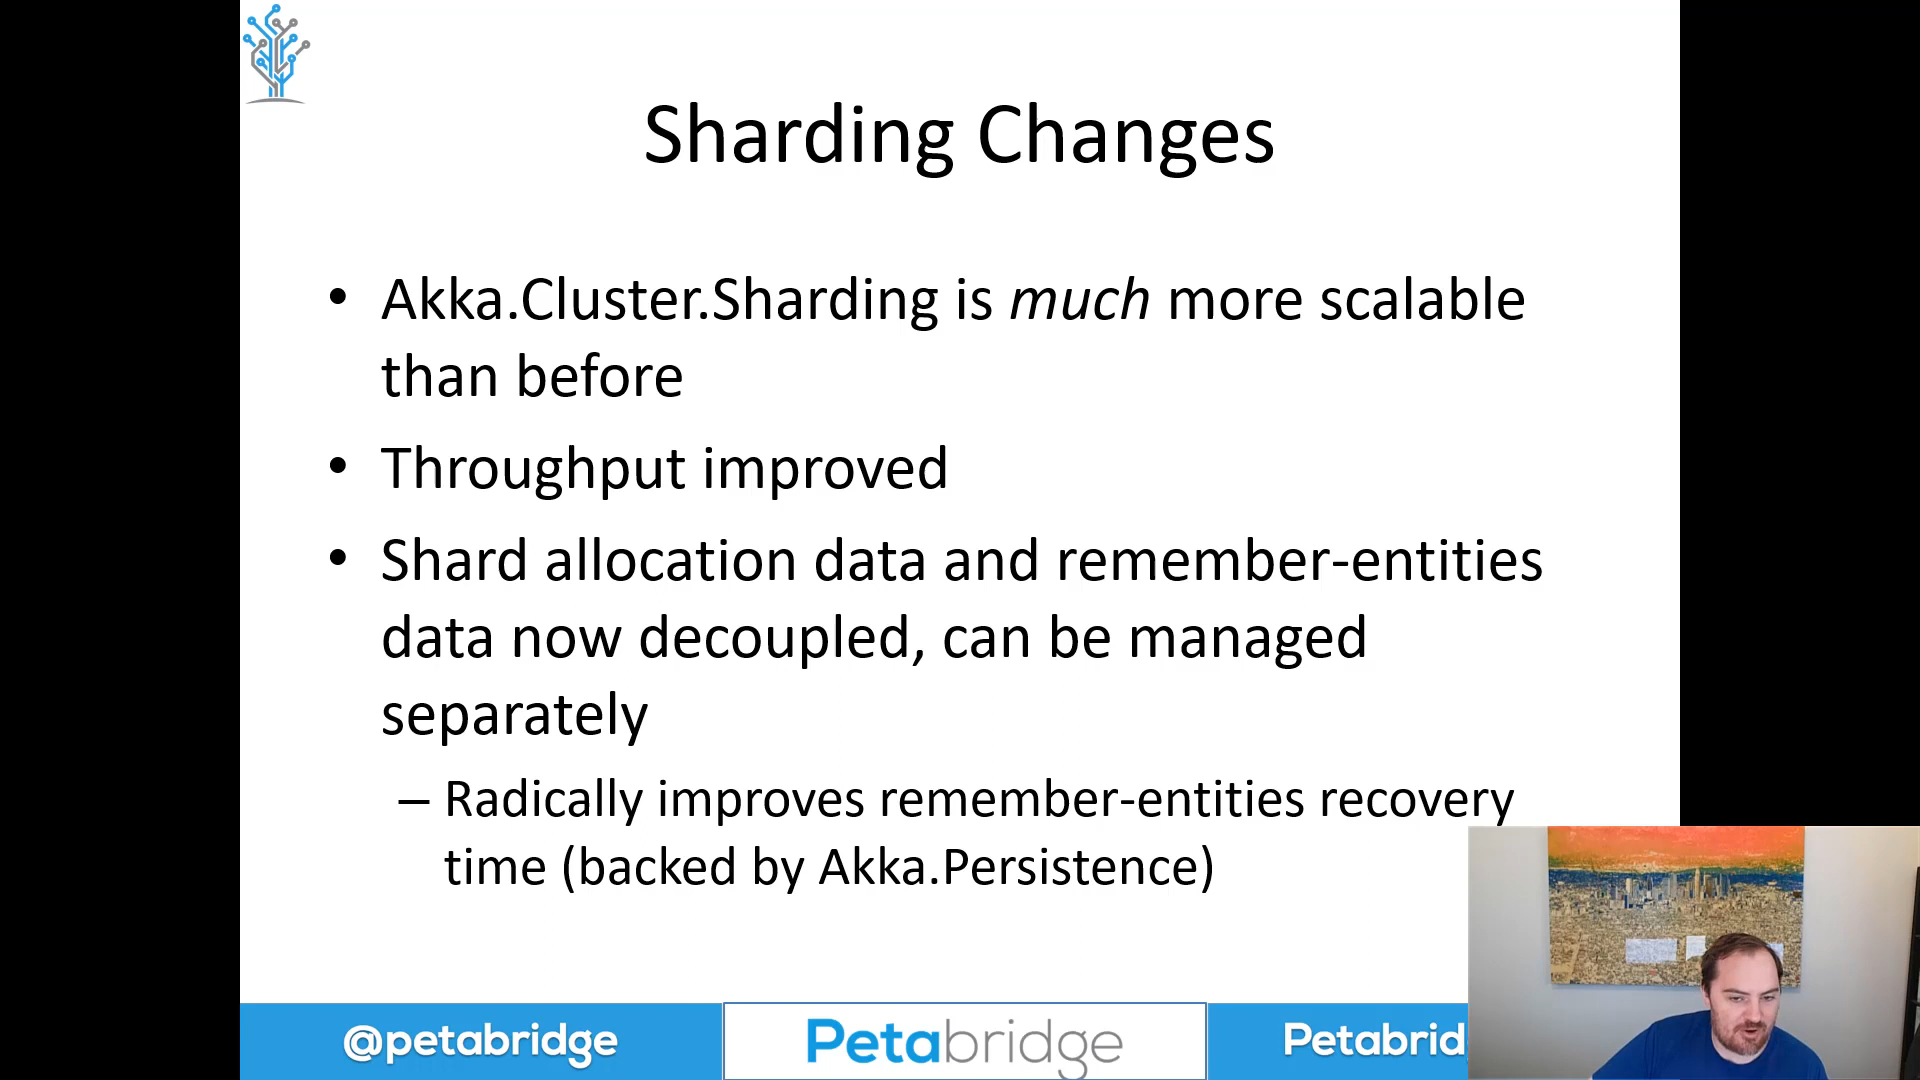 Sharding Changes
• Akka.Cluster.Sharding is much more scalable
than before
• Throughput improved
• Shard allocation data and remember-entities
data now decoupled, can be managed
separately
– Radically improves remember-entities recovery
time (backed by Akka.Persistence)
@petabridge
Petabridge
Petabrid